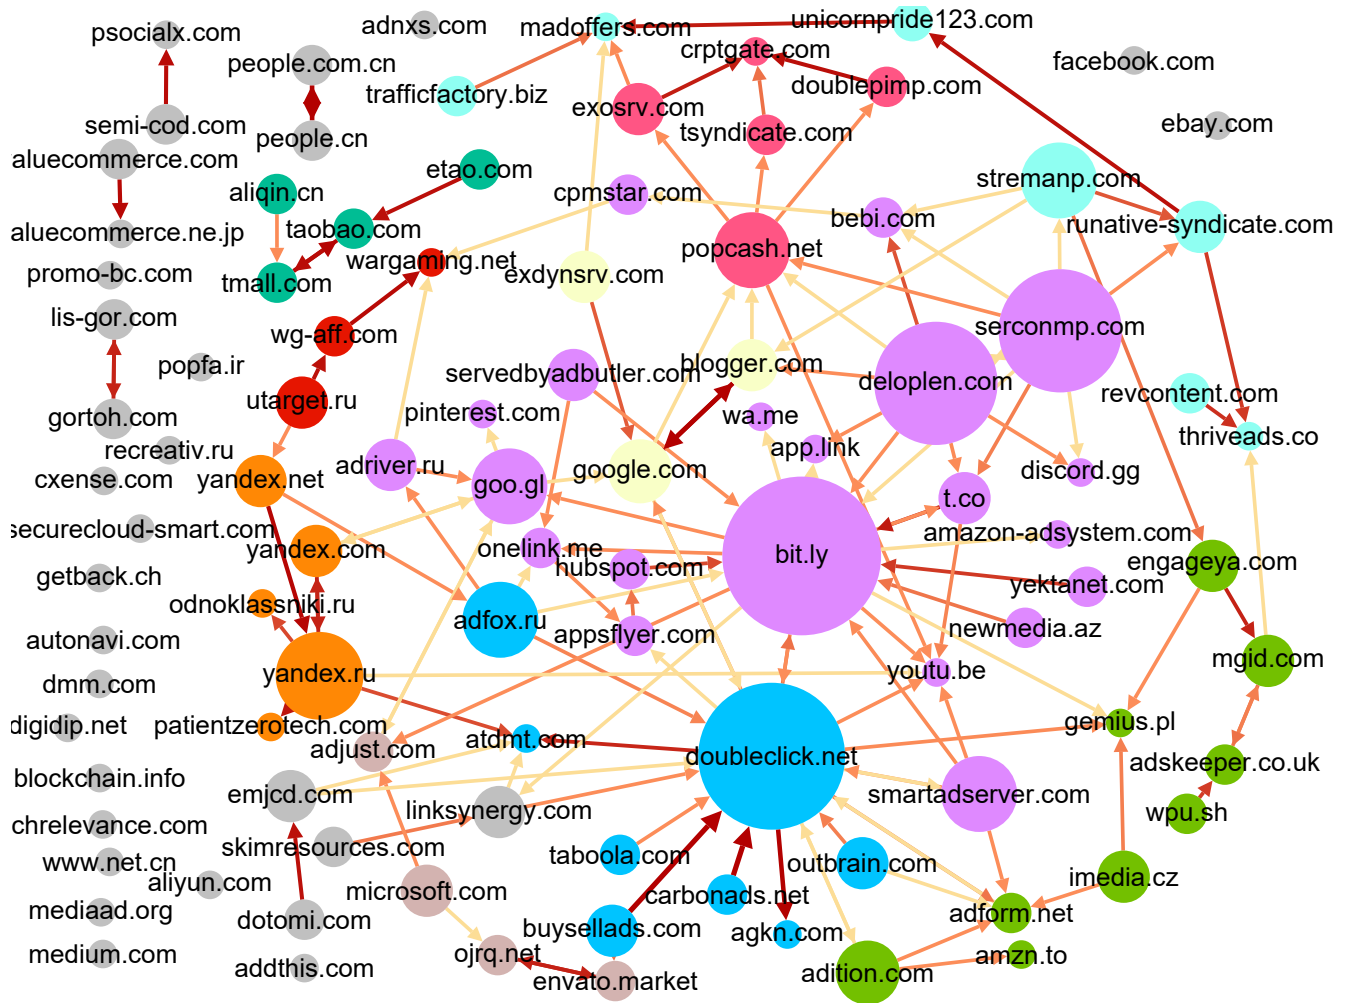 adnxs.com
madoffers.com
unicornpride123.com
psocialx.com
people.com.cn
crptgate.com
facebook.com
trafficfactory.biz
exosrv.com
doublepimp.com
semi-cod.com
people.cn
tsyndicate.com
ebay.com
aluecommerce.com
etao.com
aliqin.cn
cpmstar.com
stremanp.com
bebi.com
aluecommerce.ne.jp
taobao.com
runative-syndicate.com
popcash.net
wargaming.net
promo-bc.com
tmall.com
exdynsrv.com
lis-gor.com
wg-aff.com
serconmp.com
popfa.ir
servedbyadbutler.com
blogger.com
deloplen.com
utarget.ru
revcontent.com
gortoh.com
pinterest.com
wa.me
thriveads.co
recreativ.ru
app.link
cxense.com
yandex.net
adriver.ru
goo.gl
google.com
discord.gg
t.co
securecloud-smart.com
yandex.com
onelink.me
bit.ly
amazon-adsystem.com
getback.ch
hubspot.com
engageya.com
yektanet.com
odnoklassniki.ru
autonavi.com
adfox.ru
appsflyer.com
newmedia.az
mgid.com
dmm.com
yandex.ru
youtu.be
digidip.net
patientzerotech.com
gemius.pl
adjust.com
atdmt.com
doubleclick.net
adskeeper.co.uk
blockchain.info
emjcd.com
linksynergy.com
smartadserver.com
wpu.sh
chrelevance.com
skimresources.com
taboola.com
outbrain.com
www.net.cn
aliyun.com
microsoft.com
carbonads.net
imedia.cz
mediaad.org
dotomi.com
buysellads.com
agkn.com
adform.net
medium.com
addthis.com
ojrq.net
envato.market
adition.com
amzn.to